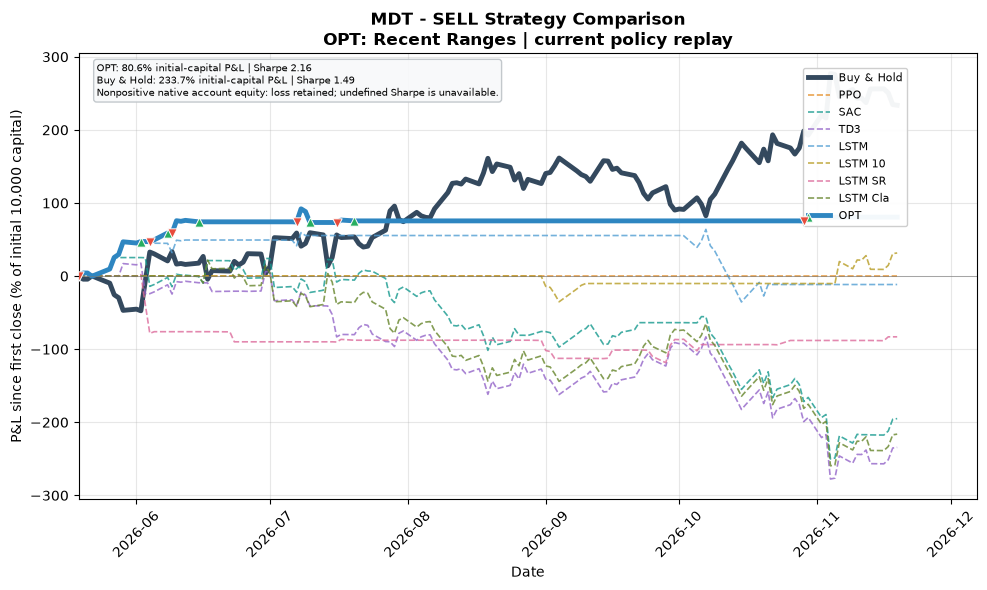 MDT - SELL Strategy Comparison
OPT: Recent Ranges | current policy replay
OPT: 80.6% initial-capital P&L | Sharpe 2.16
Buy & Hold: 233.7% initial-capital P&L | Sharpe 1.49
Nonpositive native account equity: loss retained; undefined Sharpe is unavailable.
Buy & Hold
PPO
SAC
TD3
LSTM
LSTM 10
LSTM SR
LSTM Cla
OPT
P&L since first close (% of initial 10,000 capital)
300
200
100
0
−100
−200
−300
2026-06
2026-07
2026-08
2026-09
2026-10
2026-11
2026-12
Date